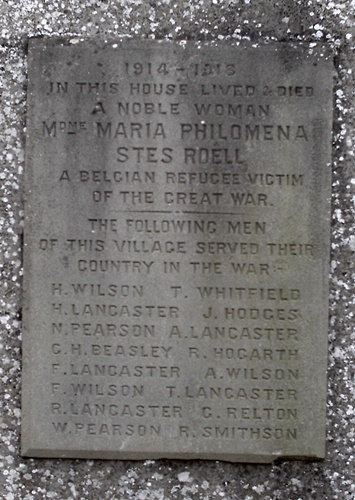 1914-1918
IN THIS HOUSE LIVED & DIED
A NOBLE WOMAN
MDME MARIA PHILOMENA
STES ROELL
A BELGIAN REFUGEE VICTIM
OF THE GREAT WAR.
THE FOLLOWING MEN
OF THIS VILLAGE SERVED THEIR
COUNTRY IN THE WAR-
H. WILSON T. WHITFIELD
H. LANCASTER J. HODGES
N. PEARSON A. LANCASTER
C. H. BEASLEY R. HOGARTH
F. LANCASTER A. WILSON
F. WILSON T. LANCASTER
R. LANCASTER C. RELTON
W. PEARSON R. SMITHSON